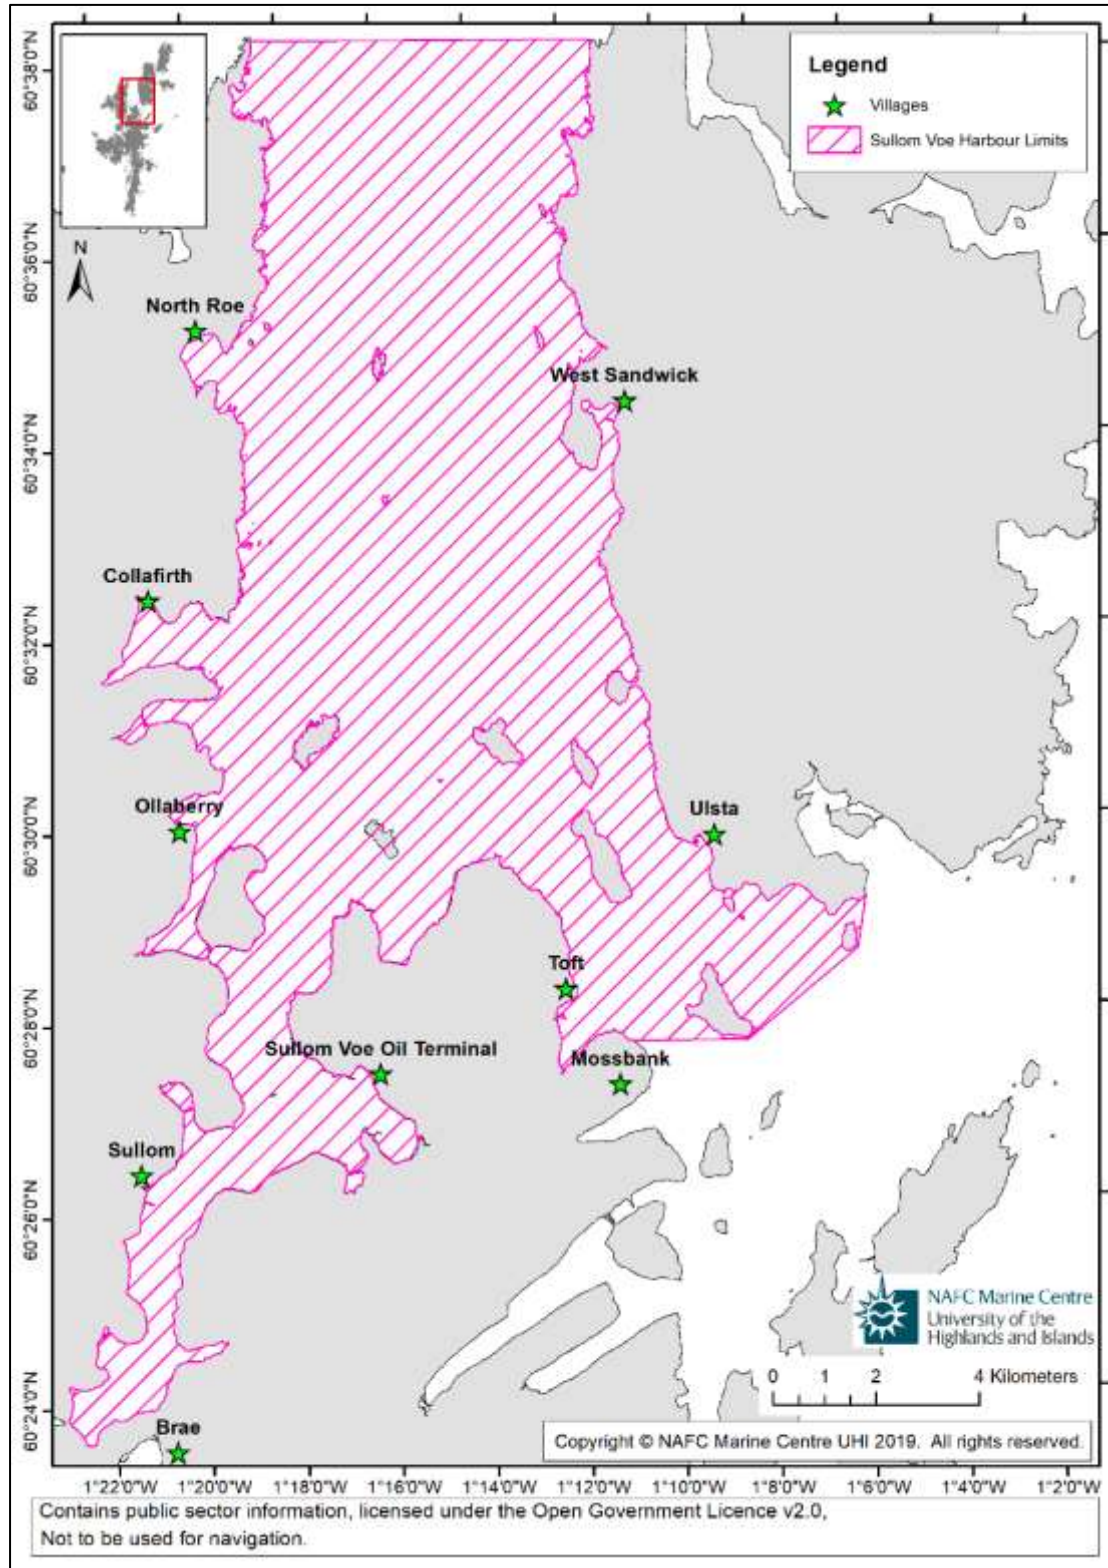 Legend
Villages
Sullom Voe Harbour Limits
N
60°38'0"N
60°36'0"N
60°34'0"N
60°32'0"N
60°30'0"N
60°28'0"N
60°26'0"N
60°24'0"N
North Roe
West Sandwick
Collafirth
Ollaberry
Ulsta
Toft
Sullom Voe Oil Terminal
Mossbank
Sullom
Brae
NAFC Marine Centre
University of the
Highlands and Islands
0 1 2 4 Kilometers
Copyright © NAFC Marine Centre UHI 2019. All rights reserved.
1°22'0"W 1°20'0"W 1°18'0"W 1°16'0"W 1°14'0"W 1°12'0"W 1°10'0"W 1°8'0"W 1°6'0"W 1°4'0"W 1°2'0"W
Contains public sector information, licensed under the Open Government Licence v2.0,
Not to be used for navigation.